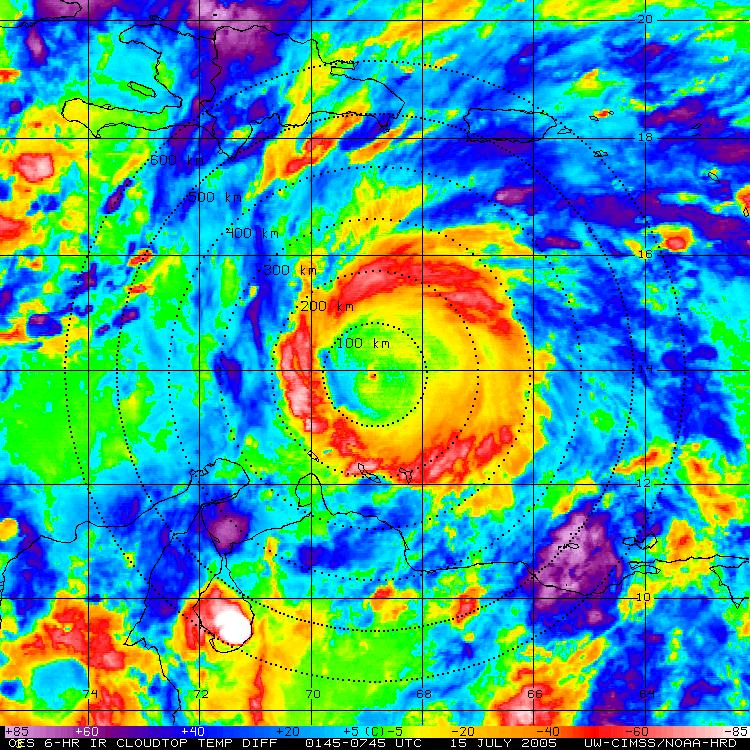 20
18
600 km
500 km
16
400 km
300 km
200 km
100 km
14
12
10
74 72 70 68 66 64
+85 +60 +40 +20 +5 (C) -5 -20 -40 -60 -85
GOES 6-HR IR CLOUDTOP TEMP DIFF 0145-0745 UTC 15 JULY 2005 UW-CIMSS/NOAA-HRD